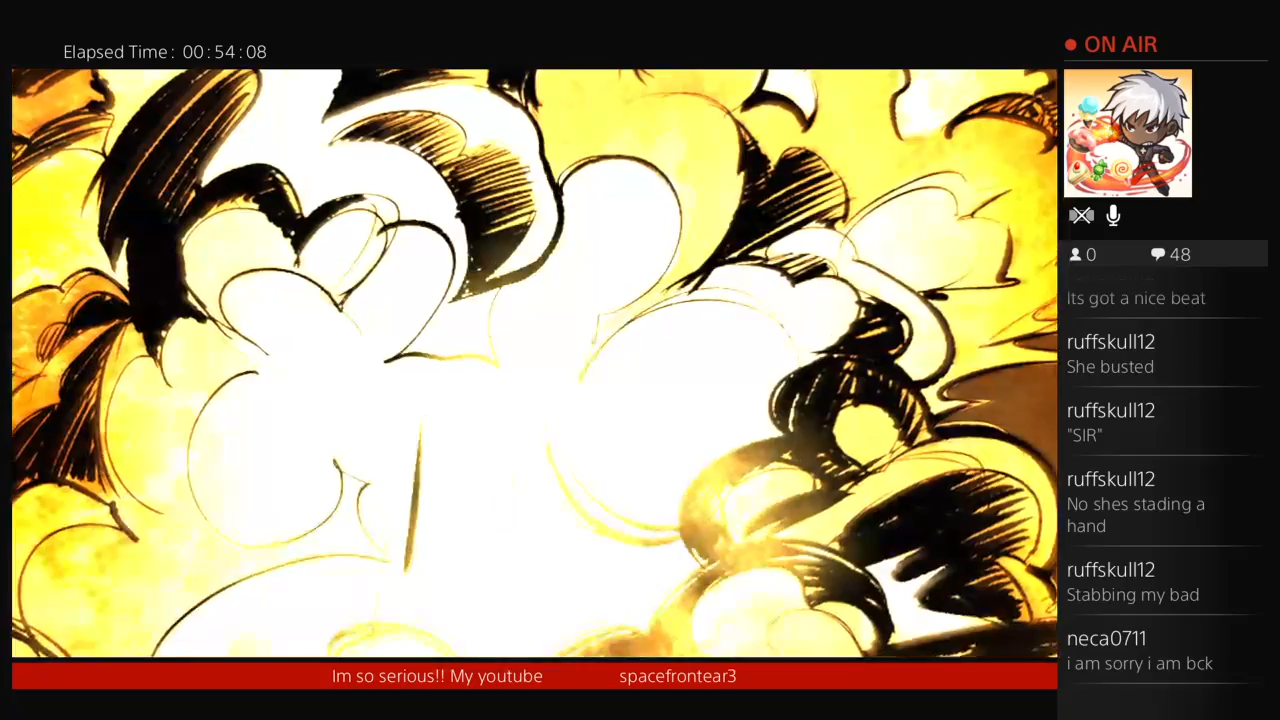 Elapsed Time: 00:54:08
ON AIR
0 48
Its got a nice beat
ruffskull12
She busted
ruffskull12
"SIR"
ruffskull12
No shes stading a
hand
ruffskull12
Stabbing my bad
neca0711
i am sorry i am bck
Im so serious!! My youtube spacefrontear3